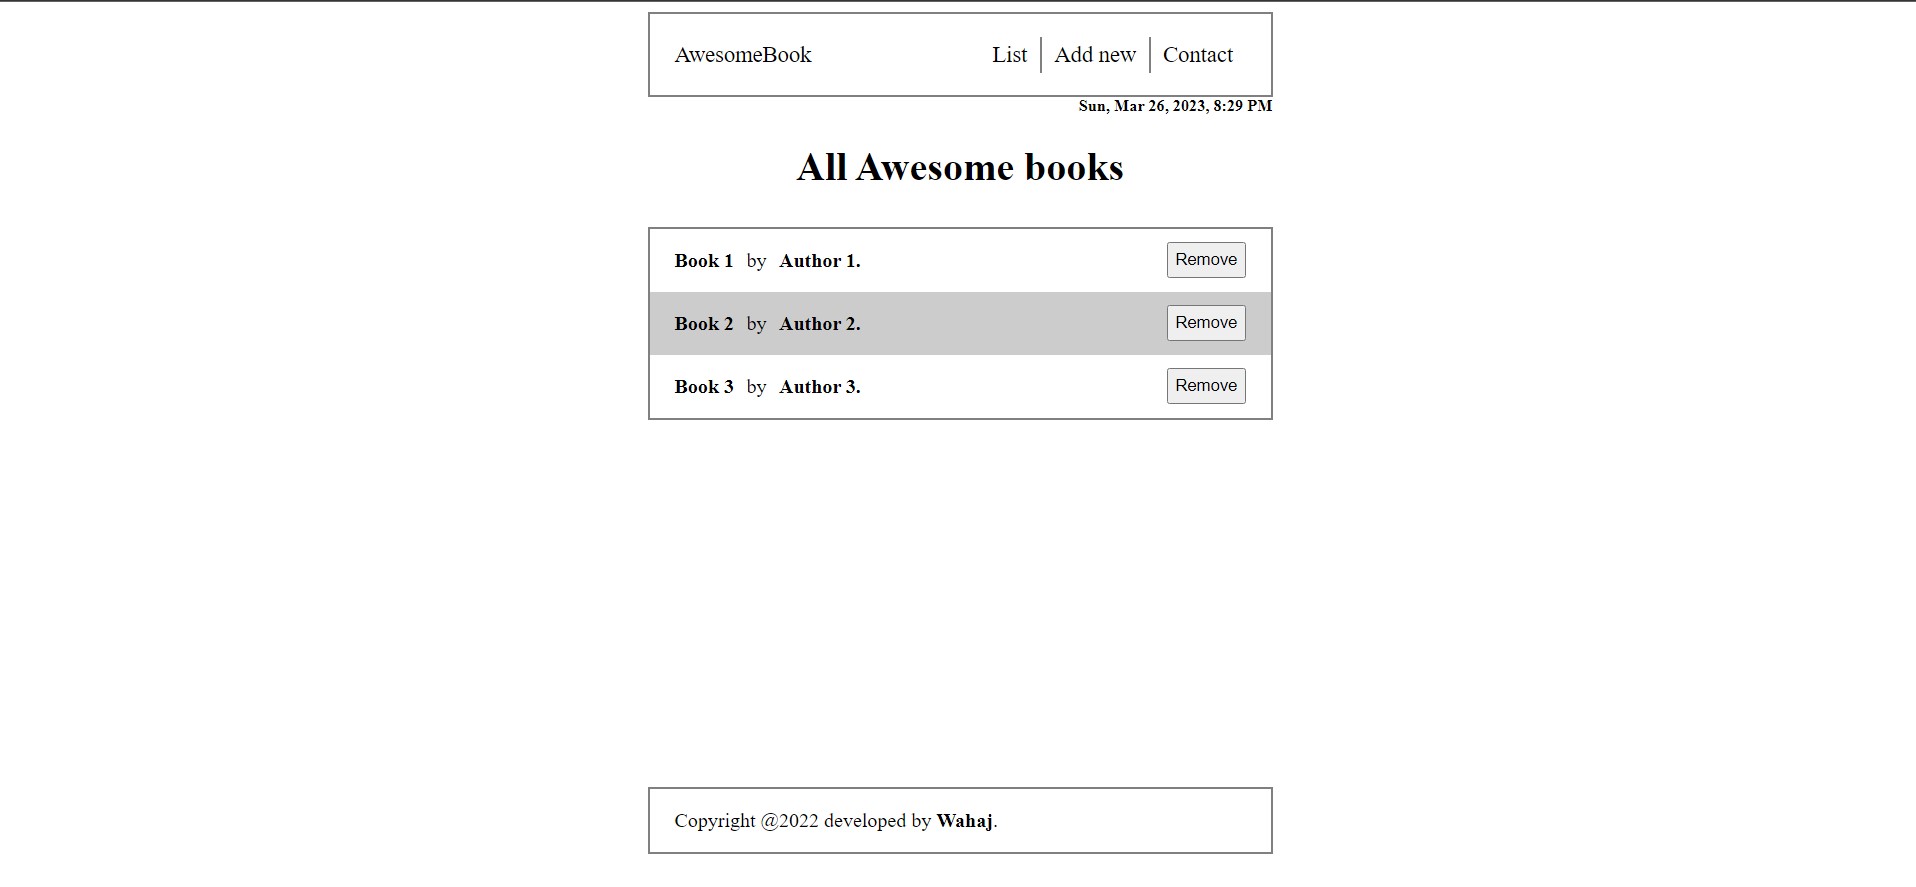 AwesomeBook List Add new Contact
Sun, Mar 26, 2023, 8:29 PM
All Awesome books
Book 1 by Author 1. Remove
Book 2 by Author 2. Remove
Book 3 by Author 3. Remove
Copyright @2022 developed by Wahaj.